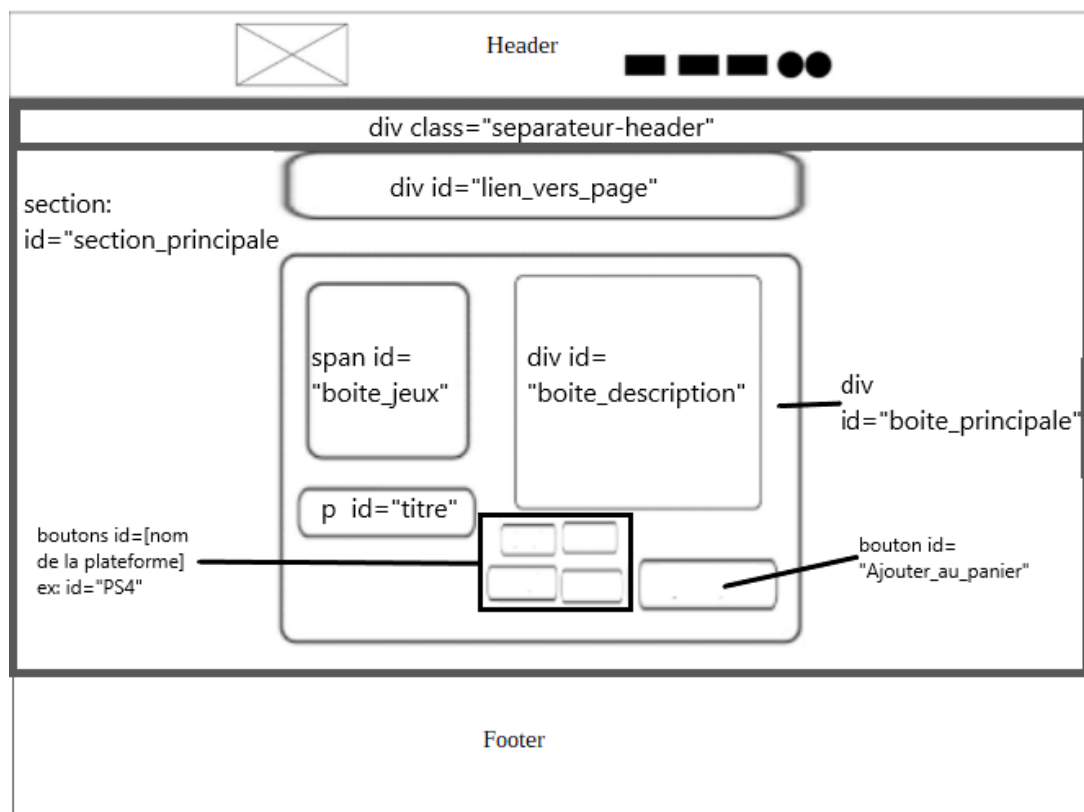 Header
div class="separateur-header"
div id="lien_vers_page"
section:
id="section_principale
span id=
"boite_jeux"
div id=
"boite_description"
div
id="boite_principale"
p id="titre"
boutons id=[nom
de la plateforme]
ex: id="PS4"
bouton id=
"Ajouter_au_panier"
Footer